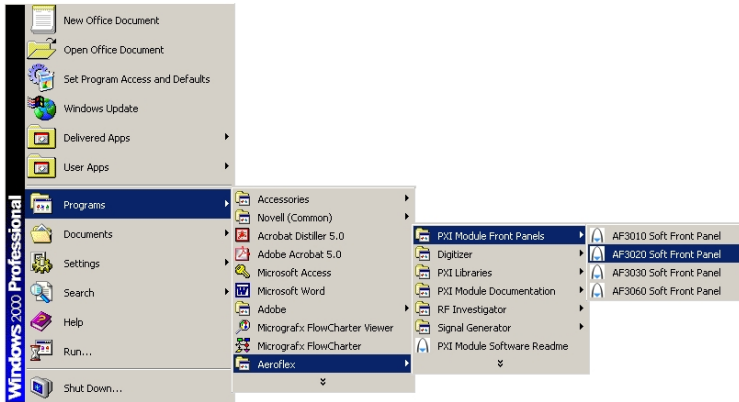 New Office Document
Open Office Document
Set Program Access and Defaults
Windows Update
Delivered Apps
User Apps
Programs
Documents
Settings
Search
Help
Run...
Shut Down...
Windows 2000 Professional
Accessories
Novell (Common)
Acrobat Distiller 5.0
Adobe Acrobat 5.0
Microsoft Access
Microsoft Word
Adobe
Micrografx FlowCharter Viewer
Micrografx FlowCharter
Aeroflex
PXI Module Front Panels
Digitizer
PXI Libraries
PXI Module Documentation
RF Investigator
Signal Generator
PXI Module Software Readme
AF3010 Soft Front Panel
AF3020 Soft Front Panel
AF3030 Soft Front Panel
AF3060 Soft Front Panel